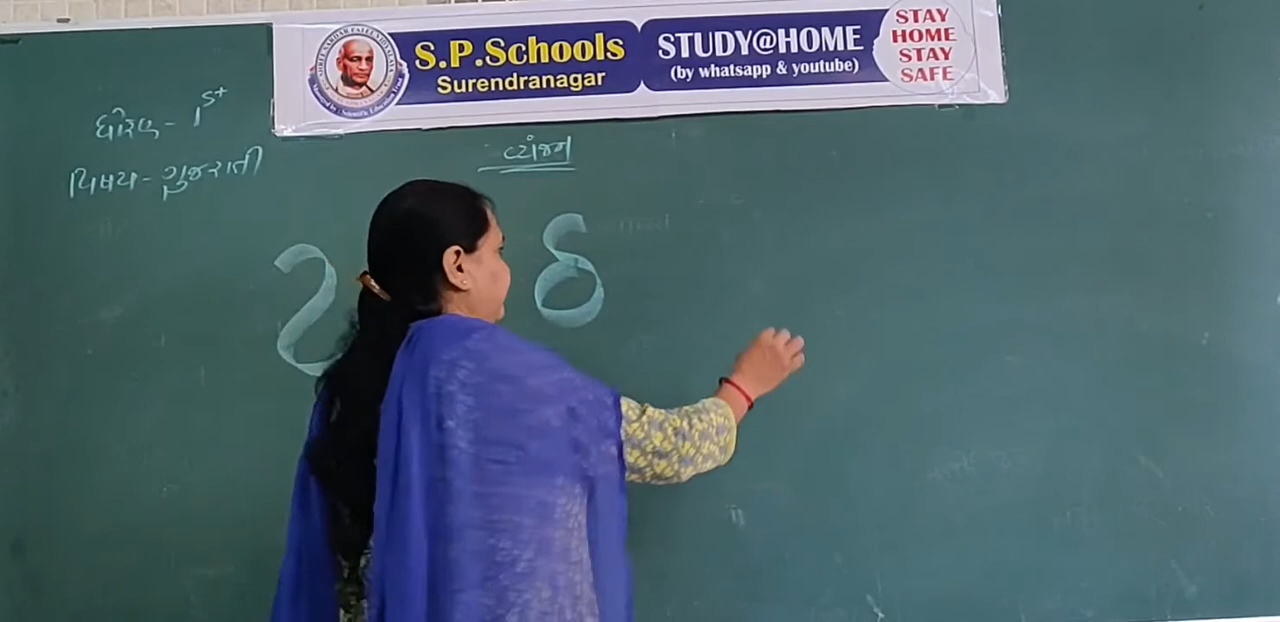 S.P.Schools
Surendranagar
STUDY@HOME
(by whatsapp & youtube)
STAY
HOME
STAY
SAFE
ધોરણ - 1st
વિષય - ગુજરાતી
વ્યંજન
ઠ